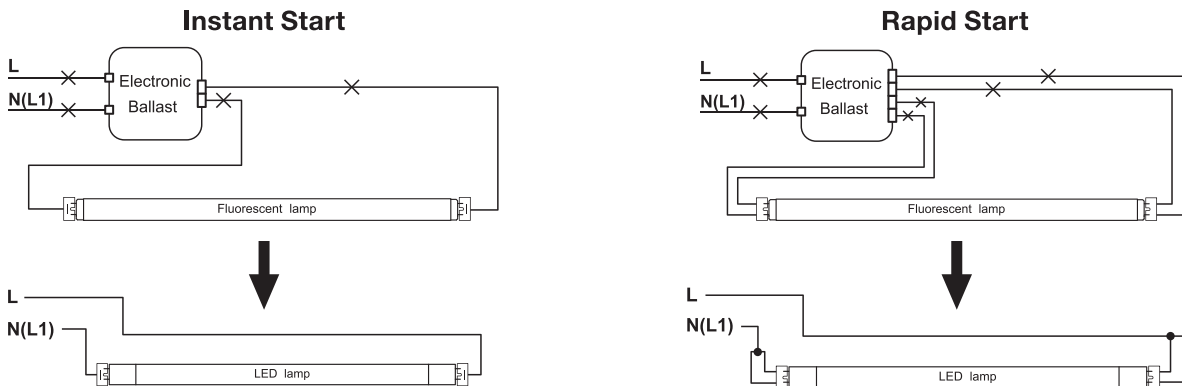 Instant Start
L
N(L1)
Electronic
Ballast
Fluorescent lamp
L
N(L1)
LED lamp
Rapid Start
L
N(L1)
Electronic
Ballast
Fluorescent lamp
L
N(L1)
LED lamp